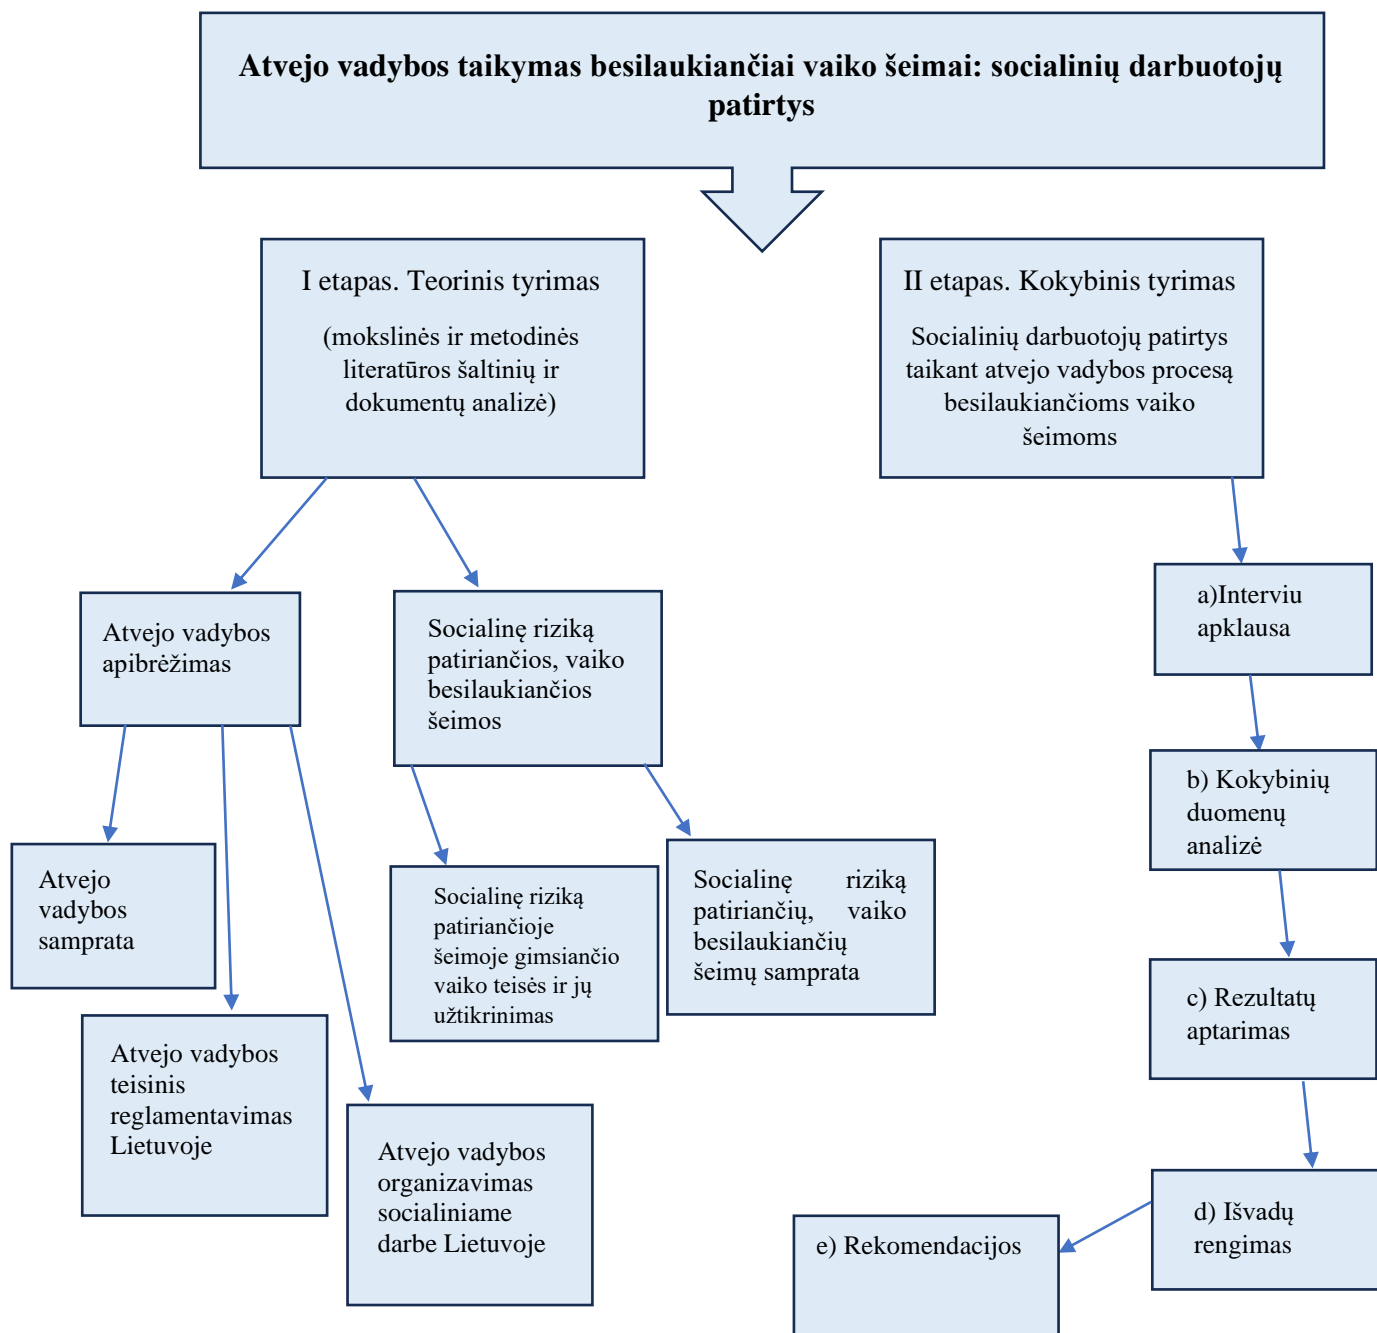 Atvejo vadybos taikymas besilaukiančiai vaiko šeimai: socialinių darbuotojų
patirtys
I etapas. Teorinis tyrimas
(mokslinės ir metodinės
literatūros šaltinių ir
dokumentų analizė)
II etapas. Kokybinis tyrimas
Socialinių darbuotojų patirtys
taikant atvejo vadybos procesą
besilaukiančioms vaiko
šeimoms
Atvejo vadybos
apibrėžimas
Socialinę riziką
patiriančios, vaiko
besilaukiančios
šeimos
a)Interviu
apklausa
Atvejo
vadybos
samprata
Atvejo vadybos
teisinis
reglamentavimas
Lietuvoje
Atvejo vadybos
organizavimas
socialiniame
darbe Lietuvoje
Socialinę riziką
patiriančioje
šeimoje gimsiančio
vaiko teisės ir jų
užtikrinimas
Socialinę riziką
patiriančių, vaiko
besilaukiančių
šeimų samprata
b) Kokybinių
duomenų
analizė
c) Rezultatų
aptarimas
d) Išvadų
rengimas
e) Rekomendacijos